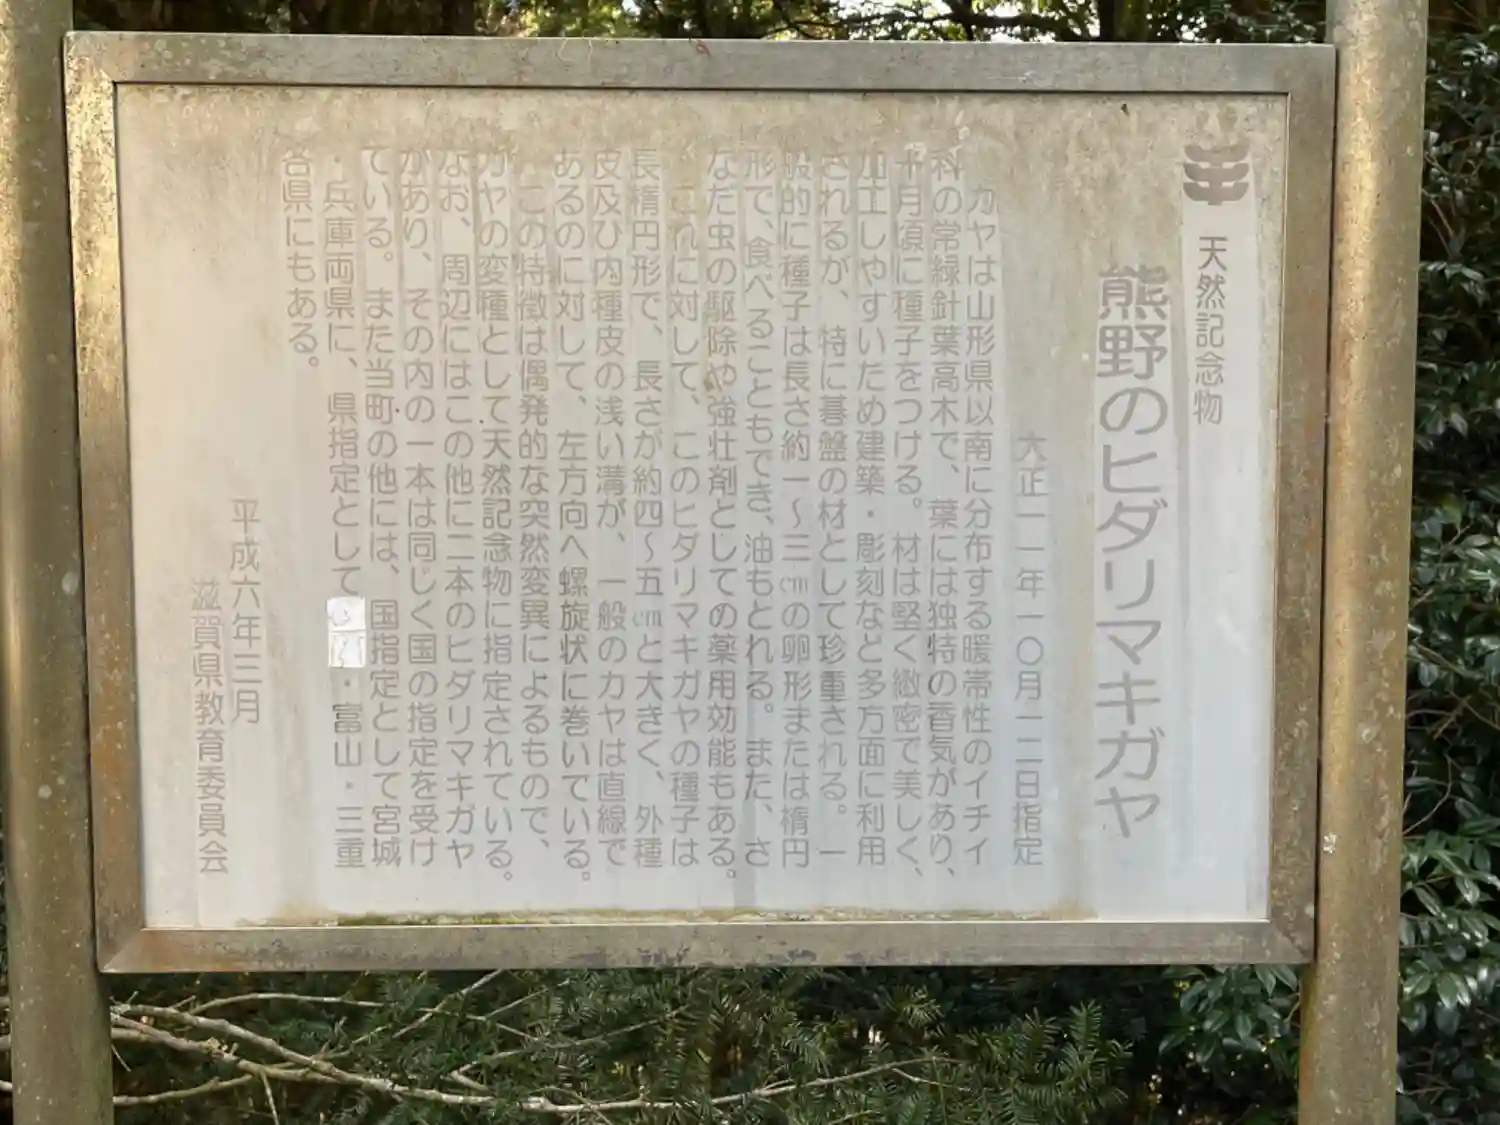 天然記念物
熊野のヒダリマキガヤ
大正一一年一〇月一二日指定
カヤは山形県以南に分布する暖帯性のイチイ
科の常緑針葉高木で、葉には独特の香気があり、
十月頃に種子をつける。材は堅く緻密で美しく、
加工しやすいため建築・彫刻など多方面に利用
されるが、特に碁盤の材として珍重される。一
般的に種子は長さ約一～三㎝の卵形または楕円
形で、食べることもでき、油もとれる。また、さ
なだ虫の駆除や強壮剤としての薬用効能もある。
これに対して、このヒダリマキガヤの種子は
長楕円形で、長さが約四～五㎝と大きく、外種
皮及び内種皮の浅い溝が、一般のカヤは直線で
あるのに対して、左方向へ螺旋状に巻いている。
この特徴は偶発的な突然変異によるもので、
カヤの変種として天然記念物に指定されている。
なお、周辺にはこの他に二本のヒダリマキガヤ
があり、その内の一本は同じく国の指定を受け
ている。また当町の他には、国指定として宮城
・兵庫両県に、県指定として・富山・三重
各県にもある。
平成六年三月
滋賀県教育委員会